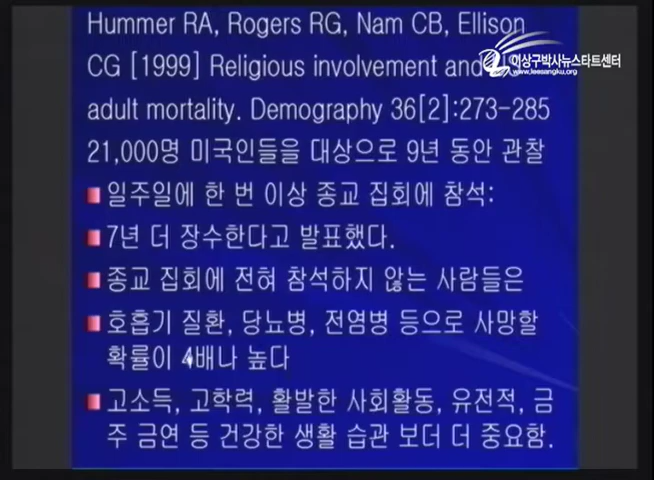 Hummer RA, Rogers RG, Nam CB, Ellison
CG [1999] Religious involvement and
adult mortality. Demography 36[2]:273-285
21,000명 미국인들을 대상으로 9년 동안 관찰
일주일에 한 번 이상 종교 집회에 참석:
7년 더 장수한다고 발표했다.
종교 집회에 전혀 참석하지 않는 사람들은
호흡기 질환, 당뇨병, 전염병 등으로 사망할
확률이 4배나 높다
고소득, 고학력, 활발한 사회활동, 유전적, 금
주 금연 등 건강한 생활 습관 보더 더 중요함.
이상구박사뉴스타트센터
www.leesangku.org